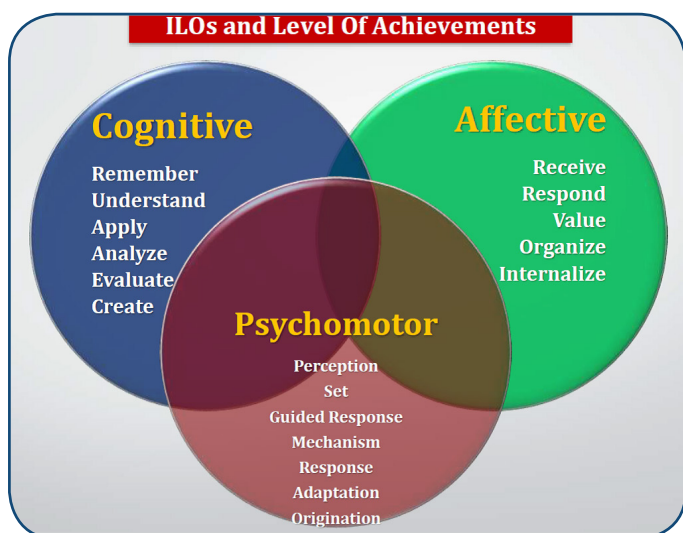 ILOs and Level Of Achievements
Cognitive
Remember
Understand
Apply
Analyze
Evaluate
Create
Affective
Receive
Respond
Value
Organize
Internalize
Psychomotor
Perception
Set
Guided Response
Mechanism
Response
Adaptation
Origination